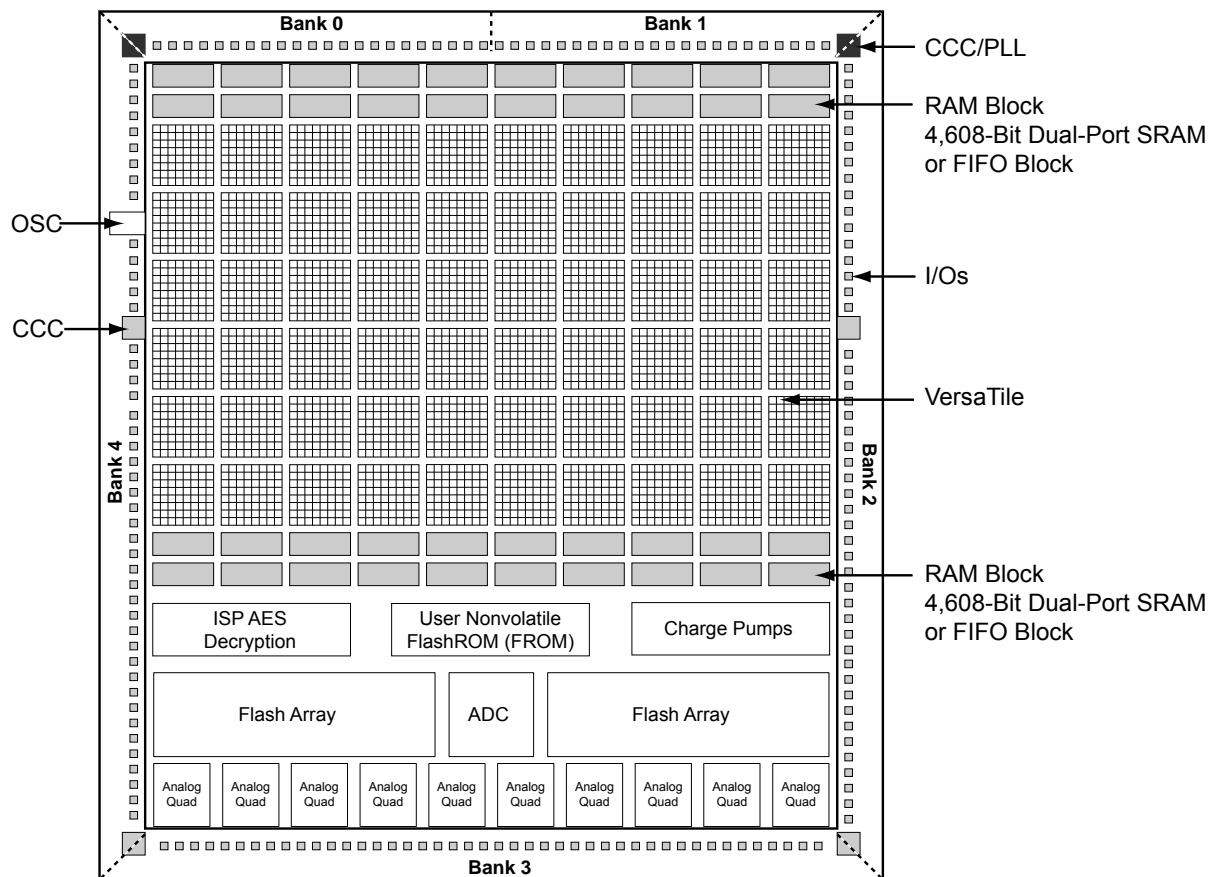 Bank 0
Bank 1
CCC/PLL
RAM Block
4,608-Bit Dual-Port SRAM
or FIFO Block
OSC
I/Os
CCC
VersaTile
Bank 4
Bank 2
RAM Block
4,608-Bit Dual-Port SRAM
or FIFO Block
ISP AES
Decryption
User Nonvolatile
FlashROM (FROM)
Charge Pumps
Flash Array
ADC
Flash Array
Analog
Quad
Analog
Quad
Analog
Quad
Analog
Quad
Analog
Quad
Analog
Quad
Analog
Quad
Analog
Quad
Analog
Quad
Analog
Quad
Bank 3